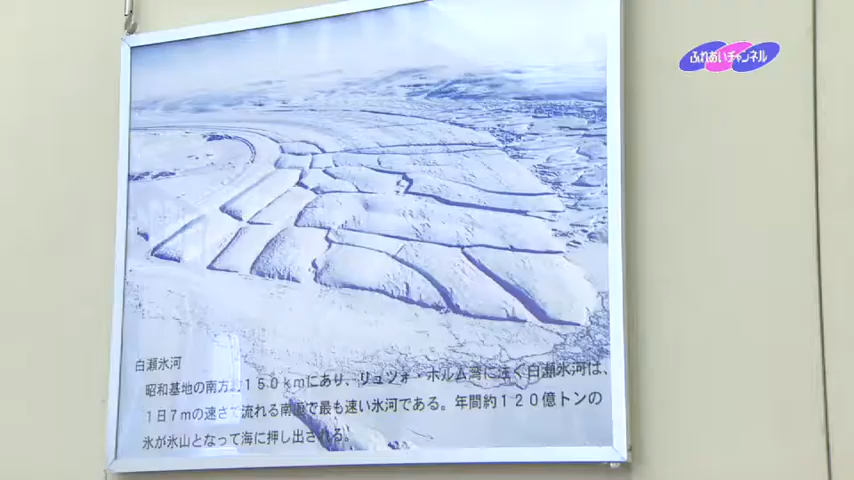 ふれあいチャンネル
白瀬氷河
昭和基地の南方約150kmにあり、リュツォ・ホルム湾に注ぐ白瀬氷河は、
1日7mの速さで流れる南極で最も速い氷河である。年間約120億トンの
氷が氷山となって海に押し出される。